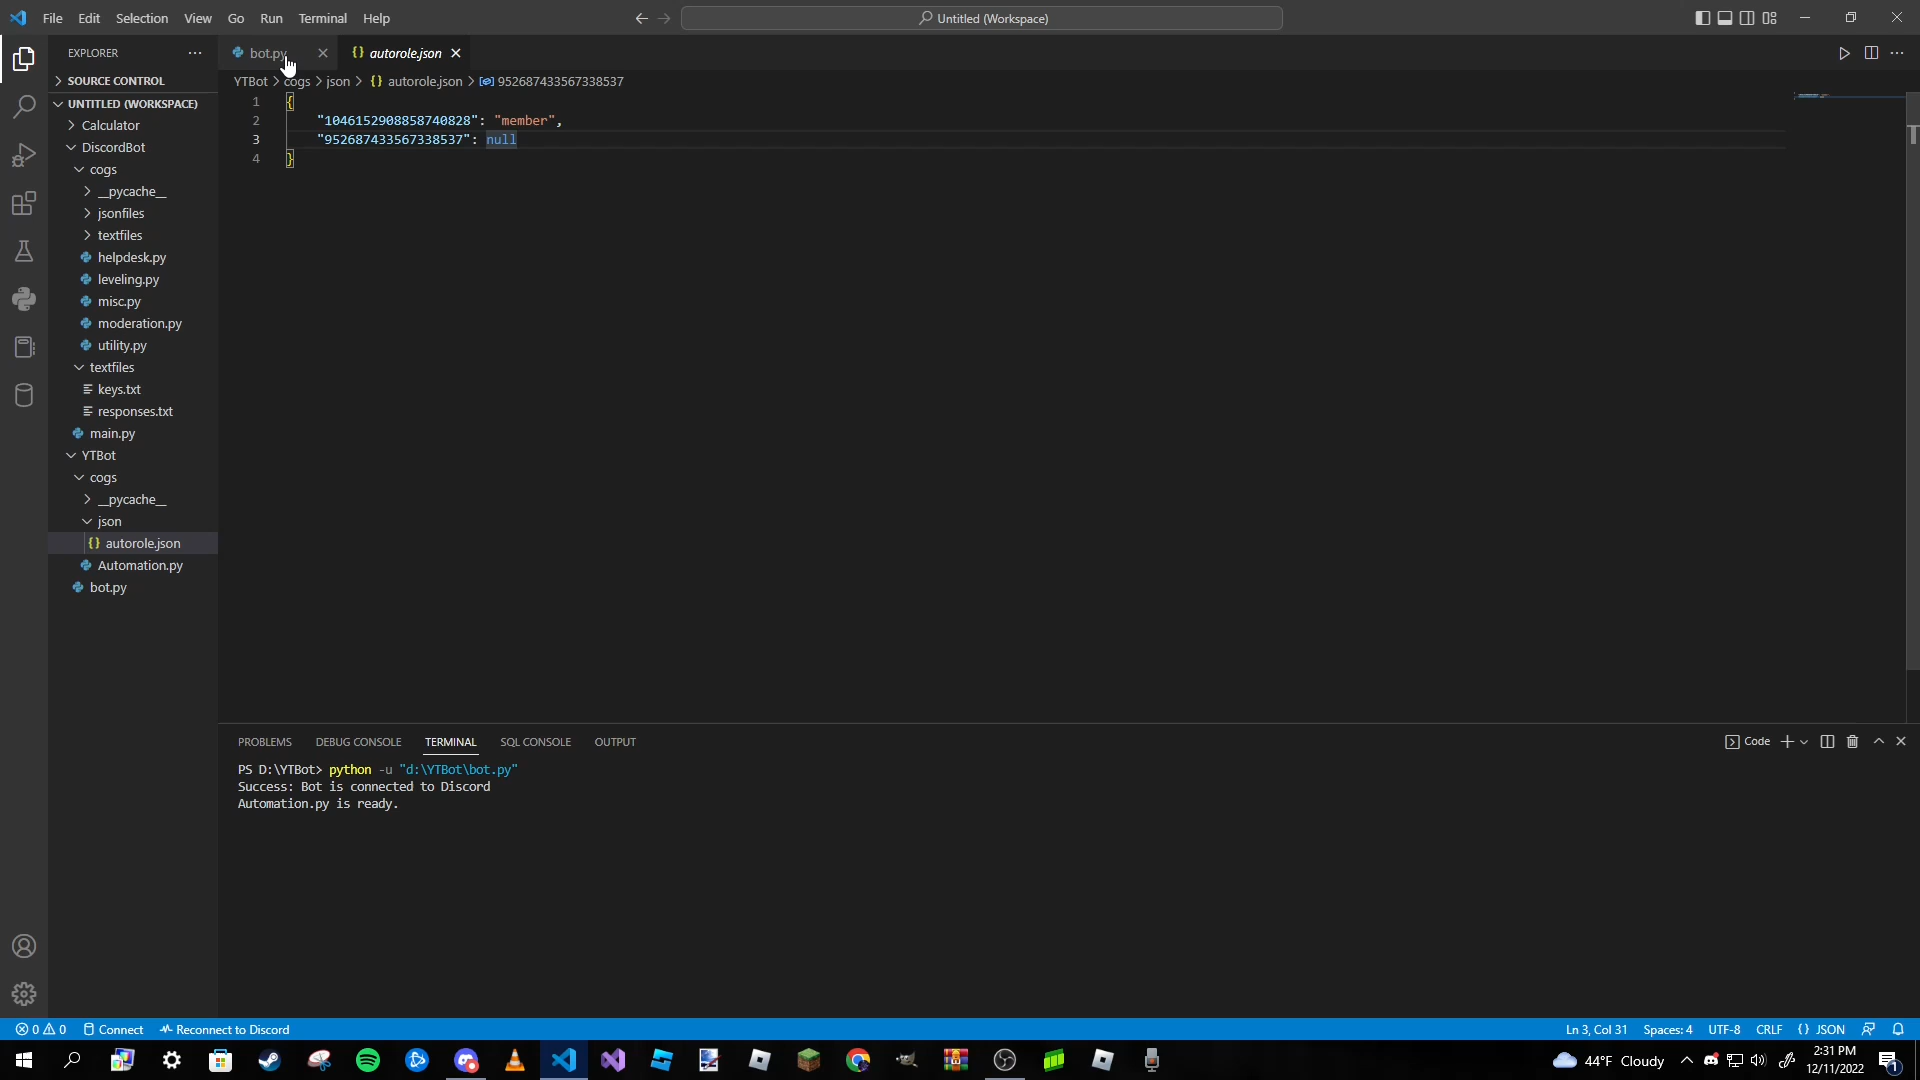 File Edit Selection View Go Run Terminal Help
Untitled (Workspace)
EXPLORER
bot.py
autorole.json
SOURCE CONTROL
YTBot > cogs > json > {} autorole.json > 952687433567338537
UNTITLED (WORKSPACE)
Calculator
DiscordBot
cogs
__pycache__
jsonfiles
textfiles
helpdesk.py
leveling.py
misc.py
moderation.py
utility.py
textfiles
keys.txt
responses.txt
main.py
YTBot
cogs
__pycache__
json
{} autorole.json
Automation.py
bot.py
1 {
2 "1046152908858740828": "member",
3 "952687433567338537": null
4 }
PROBLEMS DEBUG CONSOLE TERMINAL SQL CONSOLE OUTPUT
Code
PS D:\YTBot> python -u "d:\YTBot\bot.py"
Success: Bot is connected to Discord
Automation.py is ready.
0 0 Connect Reconnect to Discord
Ln 3, Col 31 Spaces: 4 UTF-8 CRLF {} JSON
44°F Cloudy
2:31 PM
12/11/2022
1